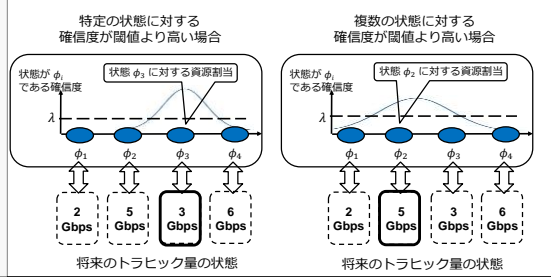 特定の状態に対する
確信度が閾値より高い場合
状態が ϕi
である確信度
状態 ϕ3 に対する資源割当
λ
ϕ1 ϕ2 ϕ3 ϕ4
2 Gbps
5 Gbps
3 Gbps
6 Gbps
将来のトラヒック量の状態
複数の状態に対する
確信度が閾値より高い場合
状態が ϕi
である確信度
状態 ϕ2 に対する資源割当
λ
ϕ1 ϕ2 ϕ3 ϕ4
2 Gbps
5 Gbps
3 Gbps
6 Gbps
将来のトラヒック量の状態